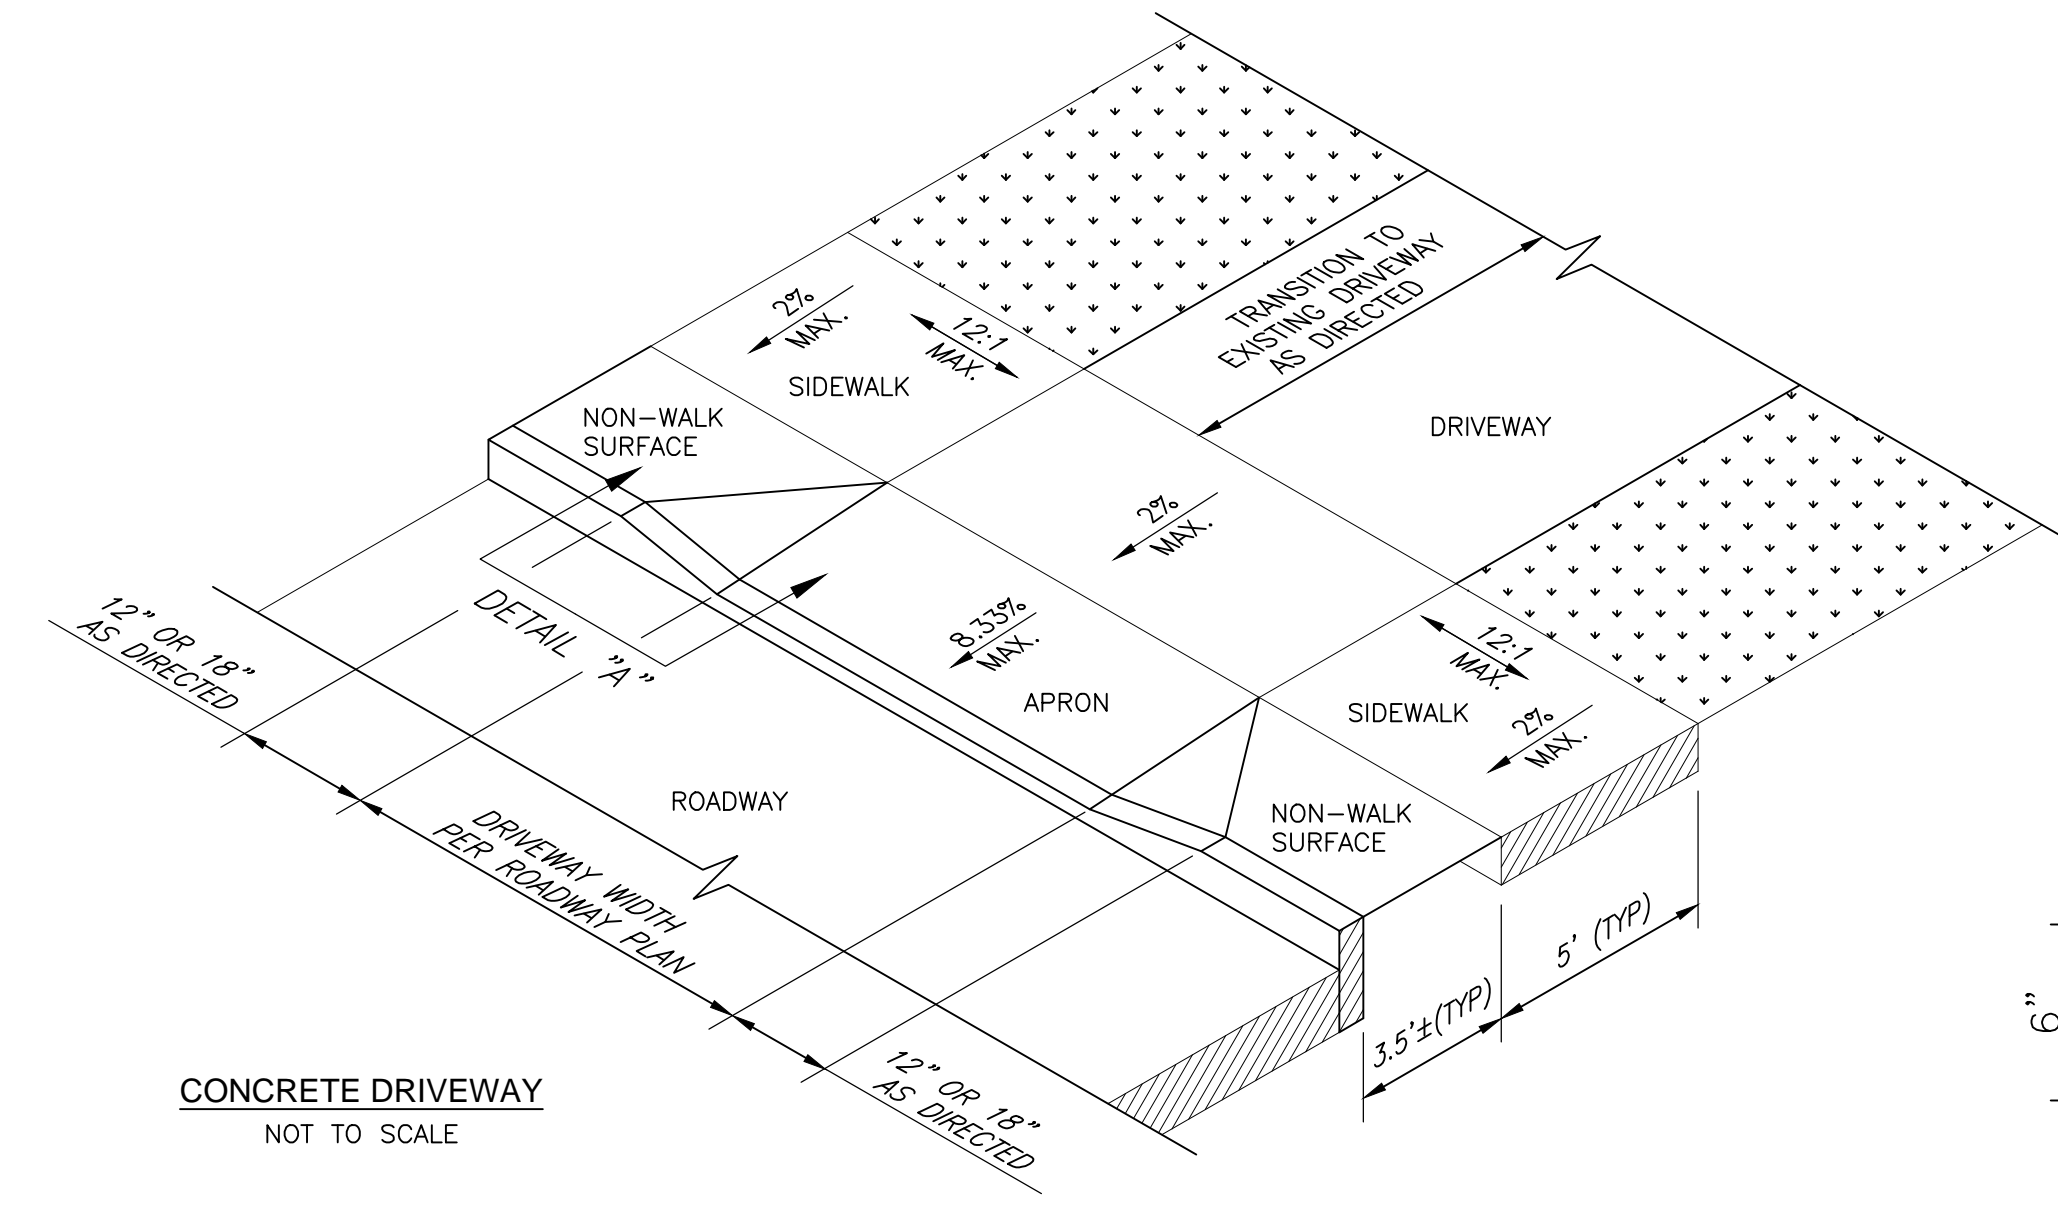 TRANSITION TO
EXISTING DRIVEWAY
AS DIRECTED
2%
MAX.
12:1
MAX.
SIDEWALK
NON-WALK
SURFACE
DRIVEWAY
2%
MAX.
DETAIL "A"
8.33%
MAX.
APRON
12:1
MAX.
SIDEWALK
2%
MAX.
12" OR 18"
AS DIRECTED
ROADWAY
NON-WALK
SURFACE
DRIVEWAY WIDTH
PER ROADWAY PLAN
5' (TYP)
3.5'±(TYP)
6"
12" OR 18"
AS DIRECTED
CONCRETE DRIVEWAY
NOT TO SCALE